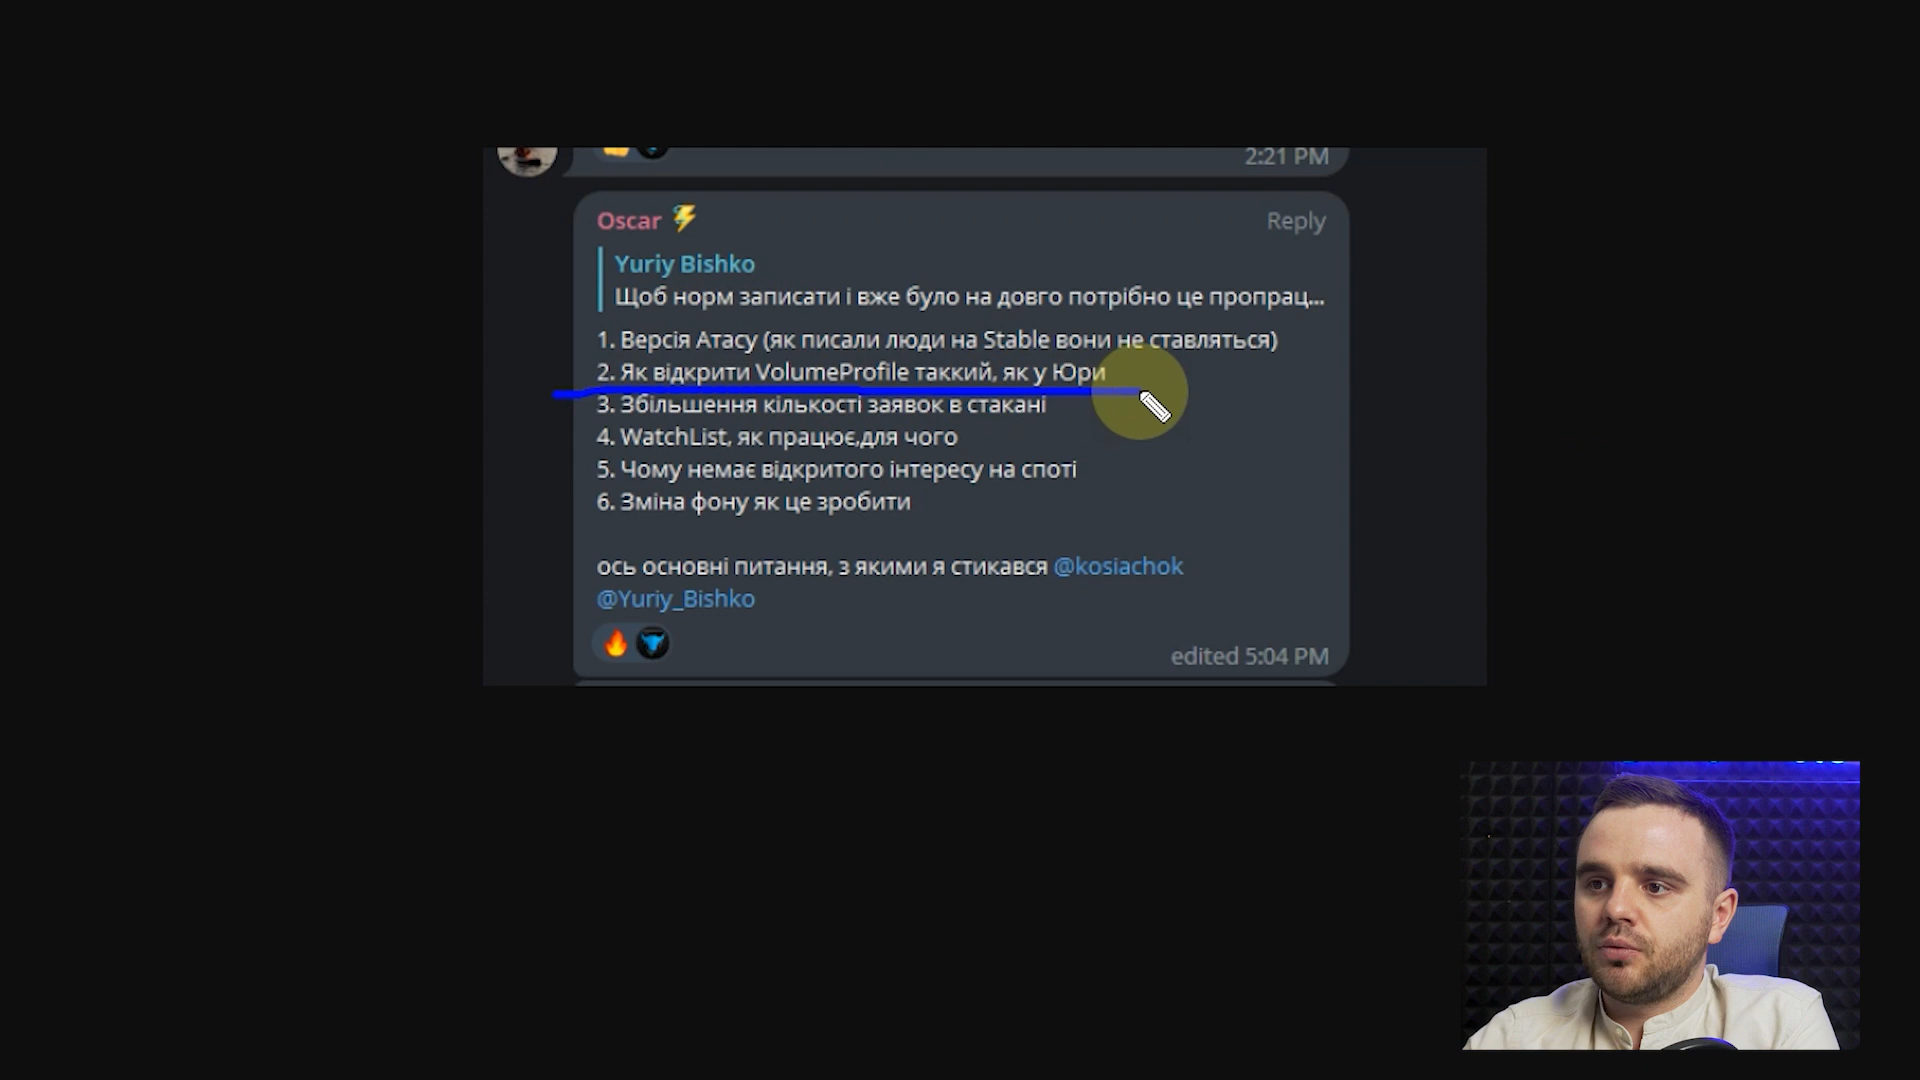 2:21 PM
Oscar
Reply
Yuriy Bishko
Щоб норм записати і вже було на довго потрібно це пропрац...
1. Версія Атасу (як писали люди на Stable вони не ставляться)
2. Як відкрити VolumeProfile таккий, як у Юри
3. Збільшення кількості заявок в стакані
4. WatchList, як працює,для чого
5. Чому немає відкритого інтересу на споті
6. Зміна фону як це зробити
ось основні питання, з якими я стикався @kosiachok
@Yuriy_Bishko
edited 5:04 PM